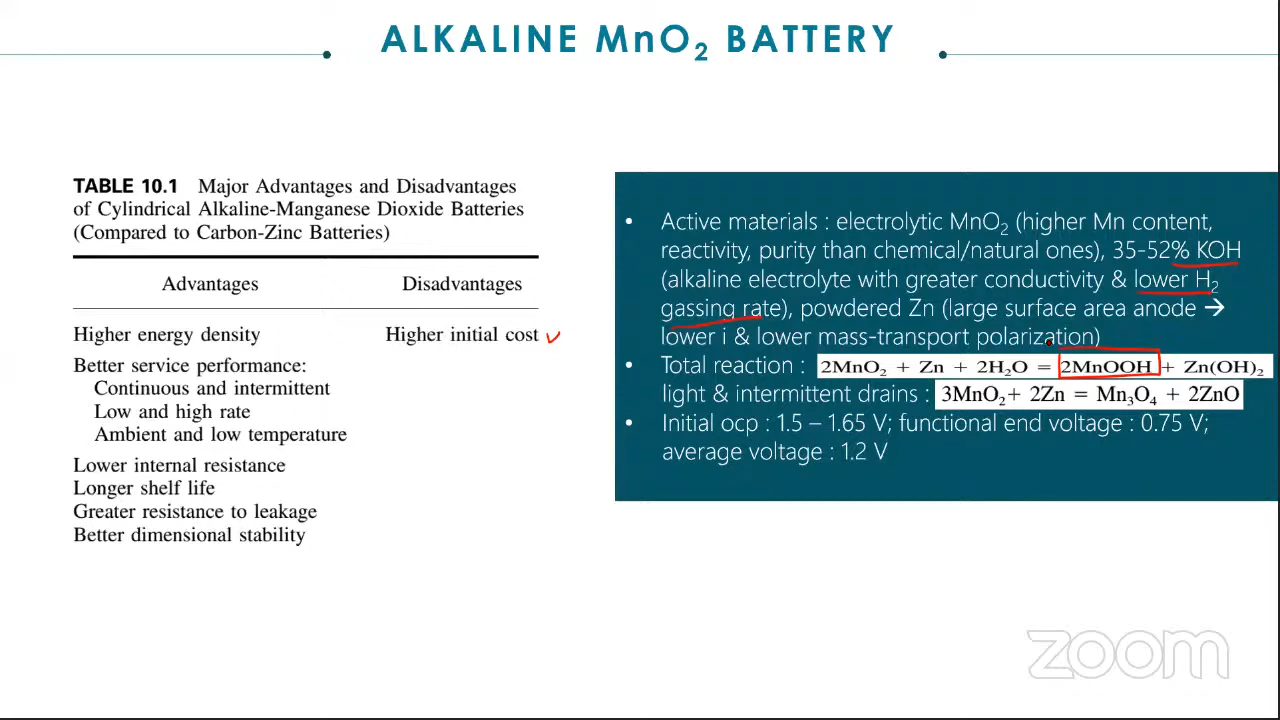 ALKALINE MnO₂ BATTERY
TABLE 10.1 Major Advantages and Disadvantages
of Cylindrical Alkaline-Manganese Dioxide Batteries
(Compared to Carbon-Zinc Batteries)
Advantages Disadvantages
Higher energy density Higher initial cost
Better service performance:
Continuous and intermittent
Low and high rate
Ambient and low temperature
Lower internal resistance
Longer shelf life
Greater resistance to leakage
Better dimensional stability
• Active materials : electrolytic MnO₂ (higher Mn content,
reactivity, purity than chemical/natural ones), 35-52% KOH
(alkaline electrolyte with greater conductivity & lower H₂
gassing rate), powdered Zn (large surface area anode →
lower i & lower mass-transport polarization)
• Total reaction : 2MnO₂ + Zn + 2H₂O = 2MnOOH + Zn(OH)₂
light & intermittent drains : 3MnO₂+ 2Zn = Mn₃O₄ + 2ZnO
• Initial ocp : 1.5 – 1.65 V; functional end voltage : 0.75 V;
average voltage : 1.2 V
zoom